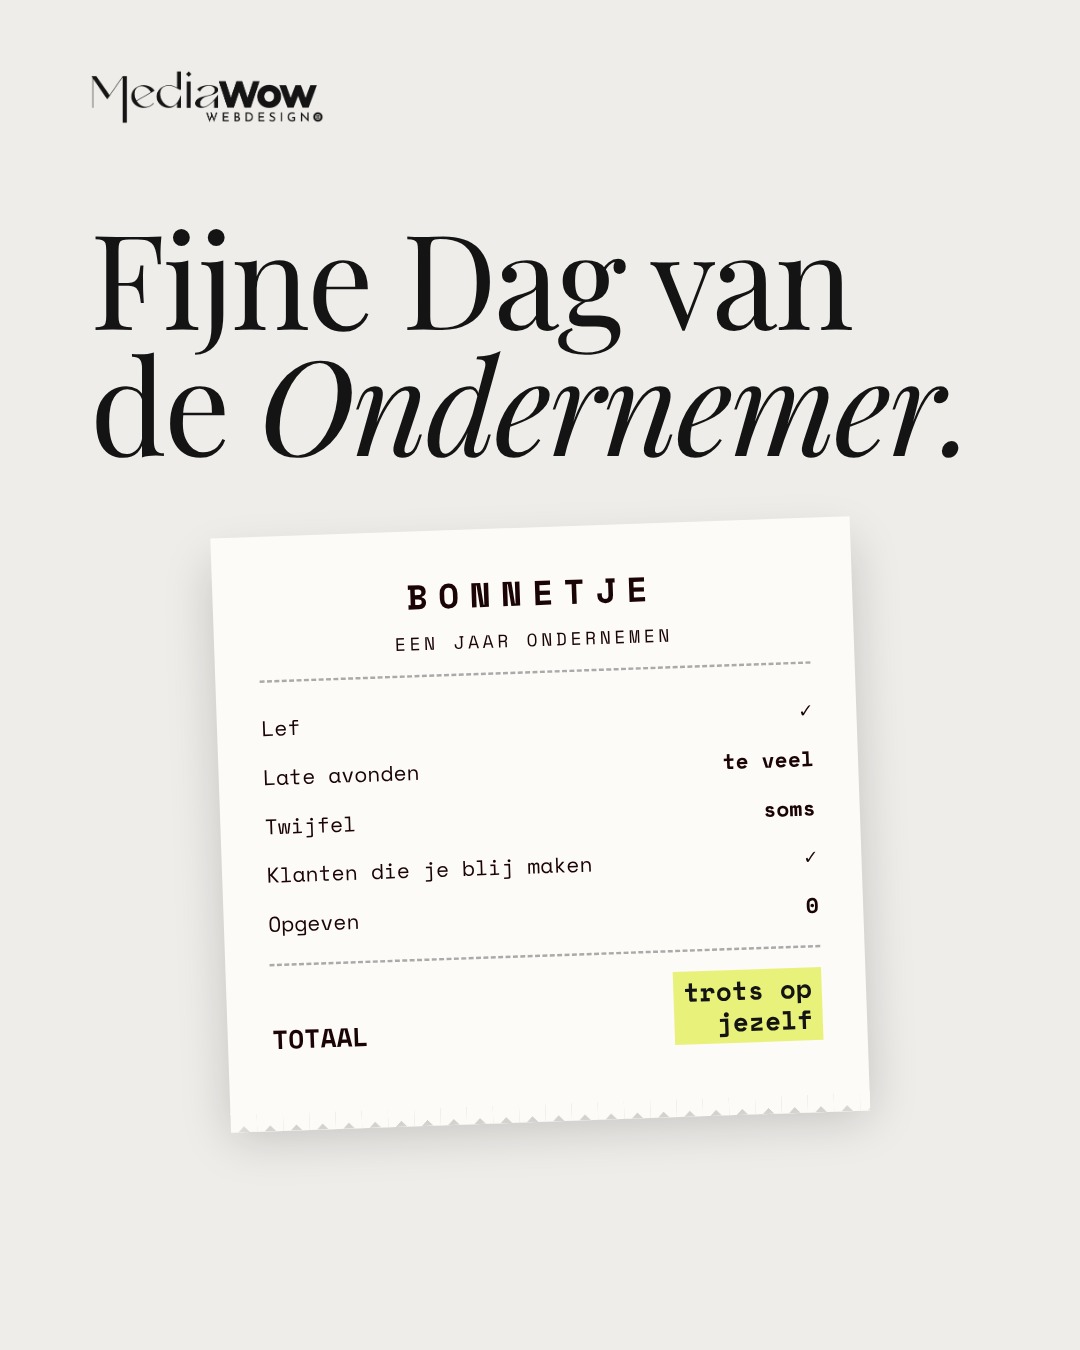 MediaWow
WEBDESIGN
Fijne Dag van
de Ondernemer.
BONNETJE
EEN JAAR ONDERNEMEN
Lef ✓
Late avonden te veel
Twijfel soms
Klanten die je blij maken ✓
Opgeven 0
trots op
TOTAAL jezelf